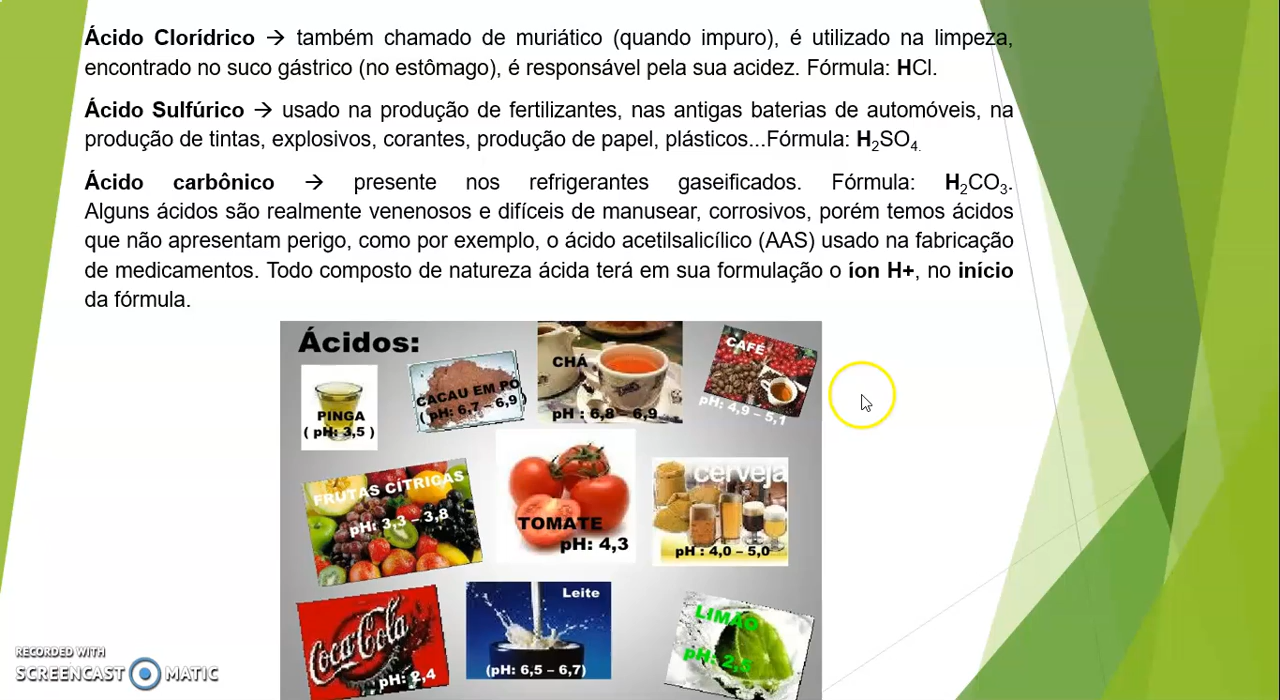 Ácido Clorídrico → também chamado de muriático (quando impuro), é utilizado na limpeza,
encontrado no suco gástrico (no estômago), é responsável pela sua acidez. Fórmula: HCl.
Ácido Sulfúrico → usado na produção de fertilizantes, nas antigas baterias de automóveis, na
produção de tintas, explosivos, corantes, produção de papel, plásticos...Fórmula: H₂SO₄.
Ácido carbônico → presente nos refrigerantes gaseificados. Fórmula: H₂CO₃.
Alguns ácidos são realmente venenosos e difíceis de manusear, corrosivos, porém temos ácidos
que não apresentam perigo, como por exemplo, o ácido acetilsalicílico (AAS) usado na fabricação
de medicamentos. Todo composto de natureza ácida terá em sua formulação o íon H+, no início
da fórmula.
Ácidos:
PINGA
( pH: 3,5 )
CACAU EM PO
( pH: 6,7 – 6,9 )
CHÁ
pH : 6,8 – 6,9
CAFÉ
pH: 4,9 – 5,1
FRUTAS CÍTRICAS
pH: 3,3 – 3,8
TOMATE
pH: 4,3
cerveja
pH : 4,0 – 5,0
Coca-Cola
pH: 2,4
Leite
(pH: 6,5 – 6,7)
LIMÃO
pH: 2,5
RECORDED WITH
SCREENCAST MATIC